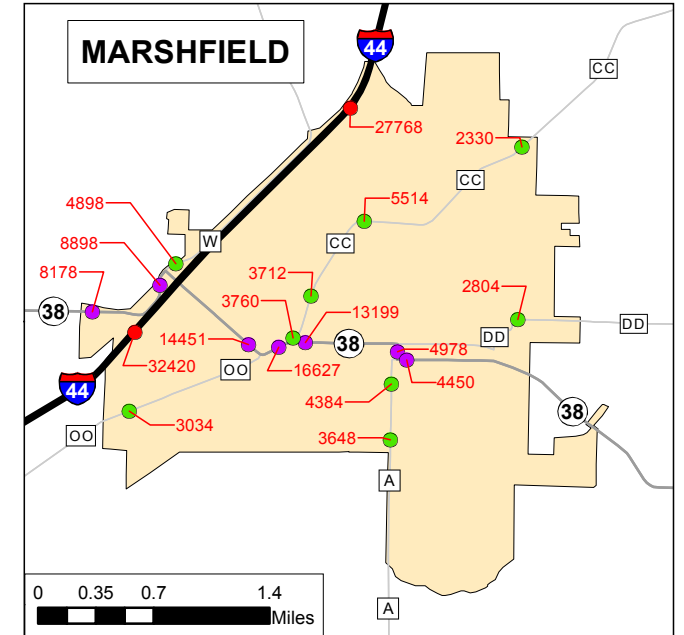 MARSHFIELD
44
CC
27768
2330
CC
5514
4898
W
CC
8898
3712
8178
3760
13199
2804
38
38
DD
DD
14451
4978
32420
OO
16627
4450
44
4384
38
3034
OO
3648
A
0 0.35 0.7 1.4
Miles
A